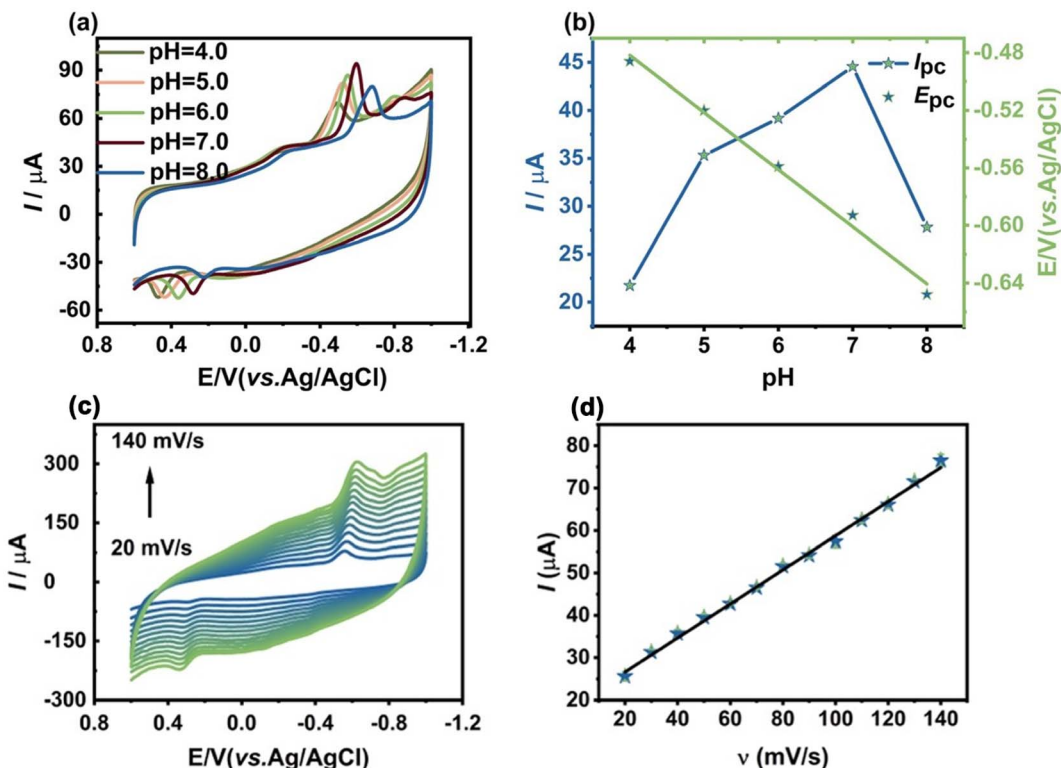 (a)
pH=4.0
pH=5.0
pH=6.0
pH=7.0
pH=8.0
90
60
30
0
-30
-60
I / μA
0.8 0.4 0.0 -0.4 -0.8 -1.2
E/V(vs.Ag/AgCl)
(b)
Ipc
Epc
45
40
35
30
25
20
I / μA
-0.48
-0.52
-0.56
-0.60
-0.64
E/V(vs.Ag/AgCl)
4 5 6 7 8
pH
(c)
140 mV/s
20 mV/s
300
150
0
-150
-300
I / μA
0.8 0.4 0.0 -0.4 -0.8 -1.2
E/V(vs.Ag/AgCl)
(d)
80
70
60
50
40
30
20
I (μA)
20 40 60 80 100 120 140
ν (mV/s)